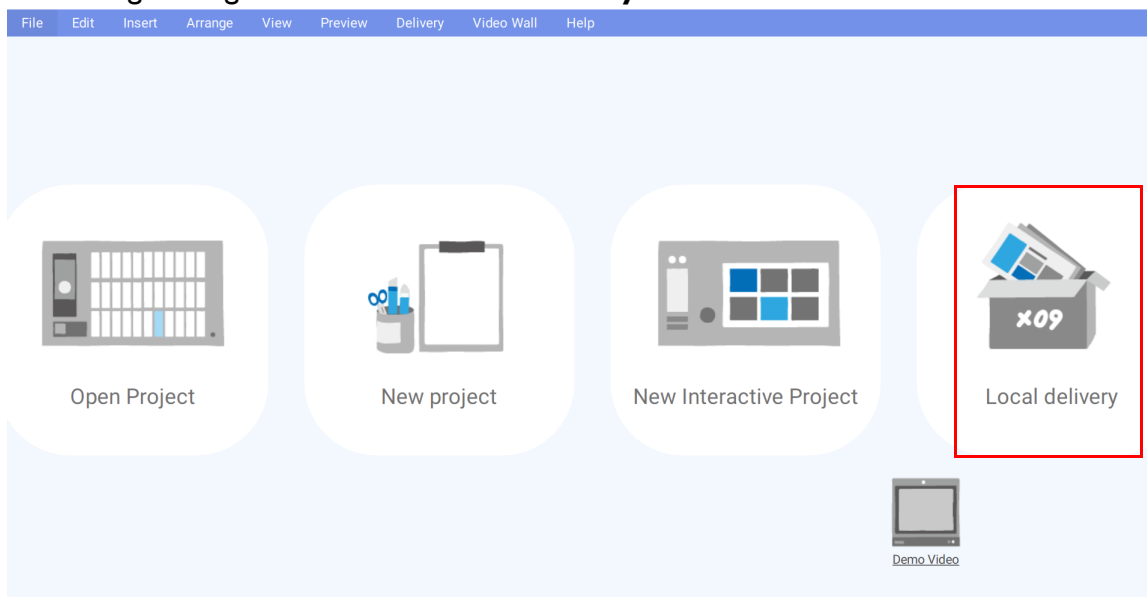 File Edit Insert Arrange View Preview Delivery Video Wall Help
Open Project New project New Interactive Project Local delivery
×09
Demo Video